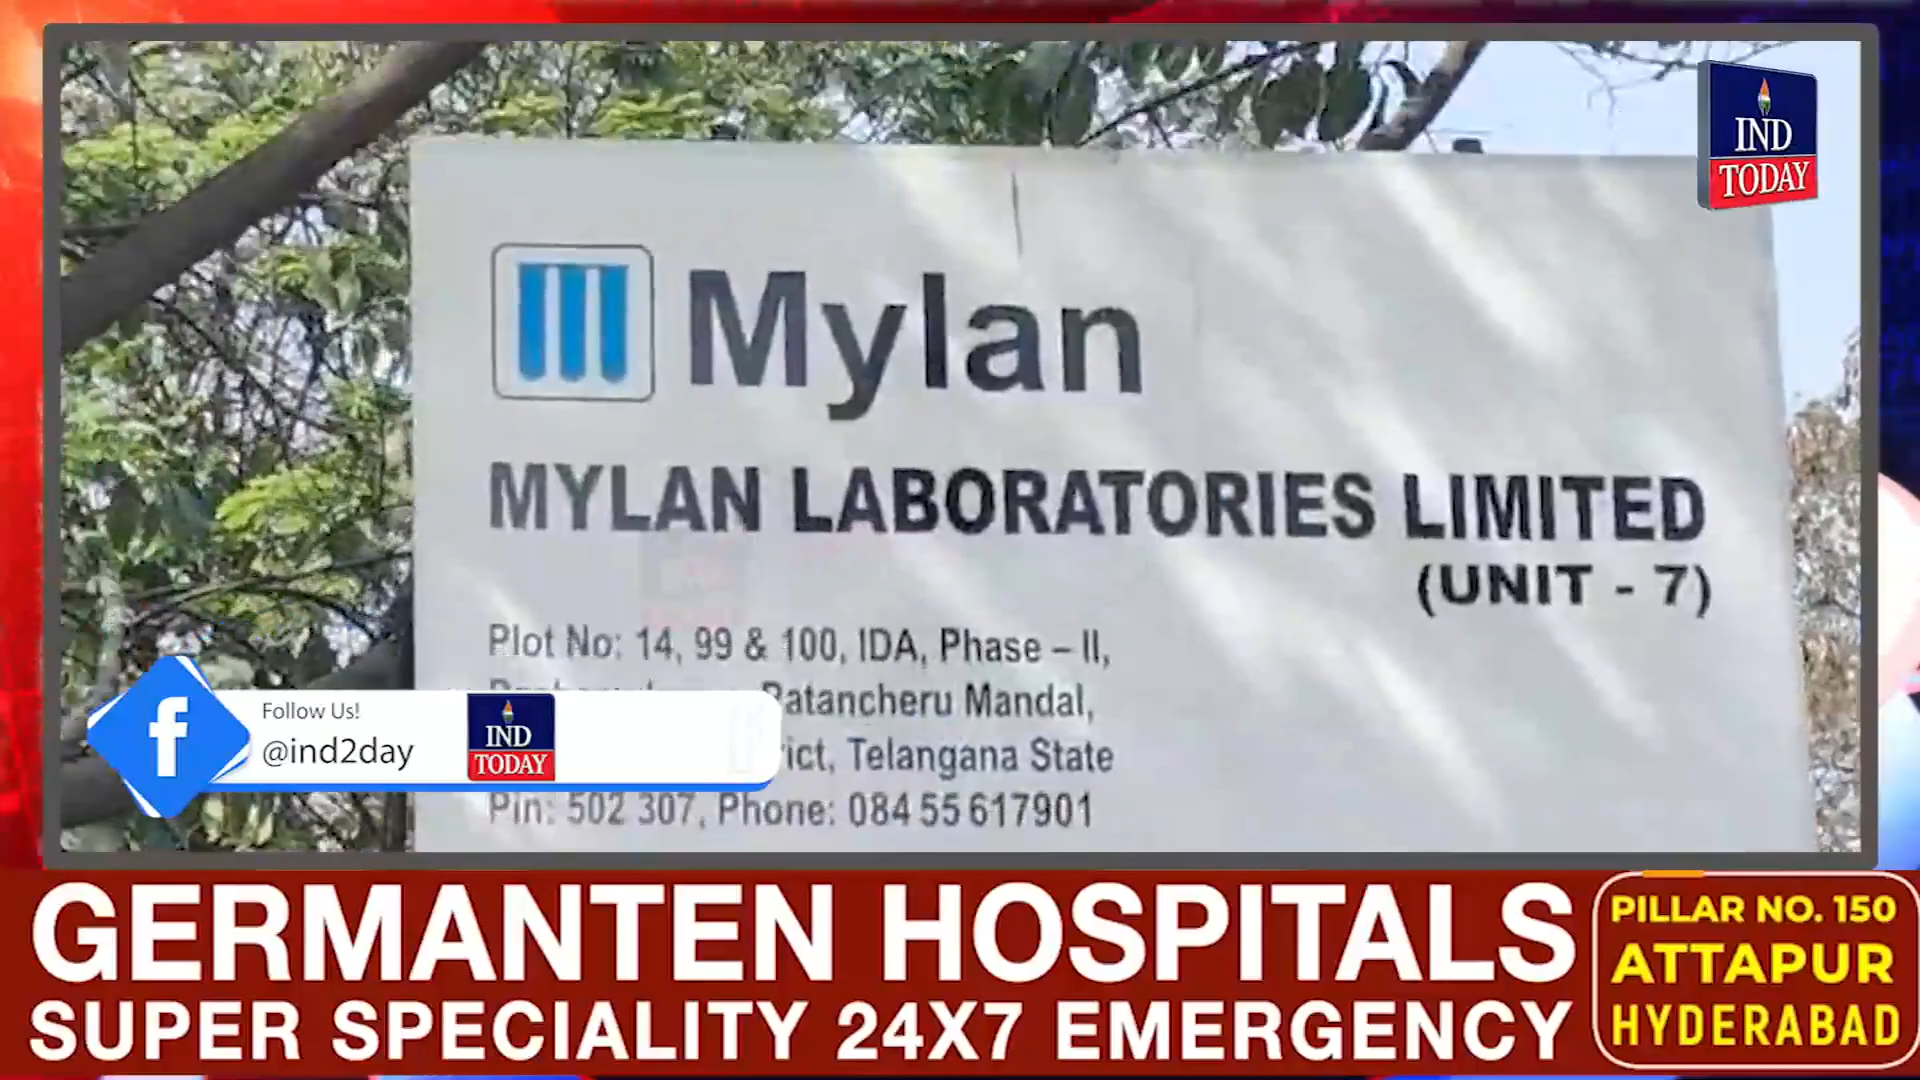 IND
TODAY
Mylan
MYLAN LABORATORIES LIMITED
(UNIT - 7)
Plot No: 14, 99 & 100, IDA, Phase – II,
Patancheru Mandal,
Telangana State
Pin: 502 307, Phone: 084 55 617901
Follow Us!
@ind2day
IND
TODAY
GERMANTEN HOSPITALS
SUPER SPECIALITY 24X7 EMERGENCY
PILLAR NO. 150
ATTAPUR
HYDERABAD